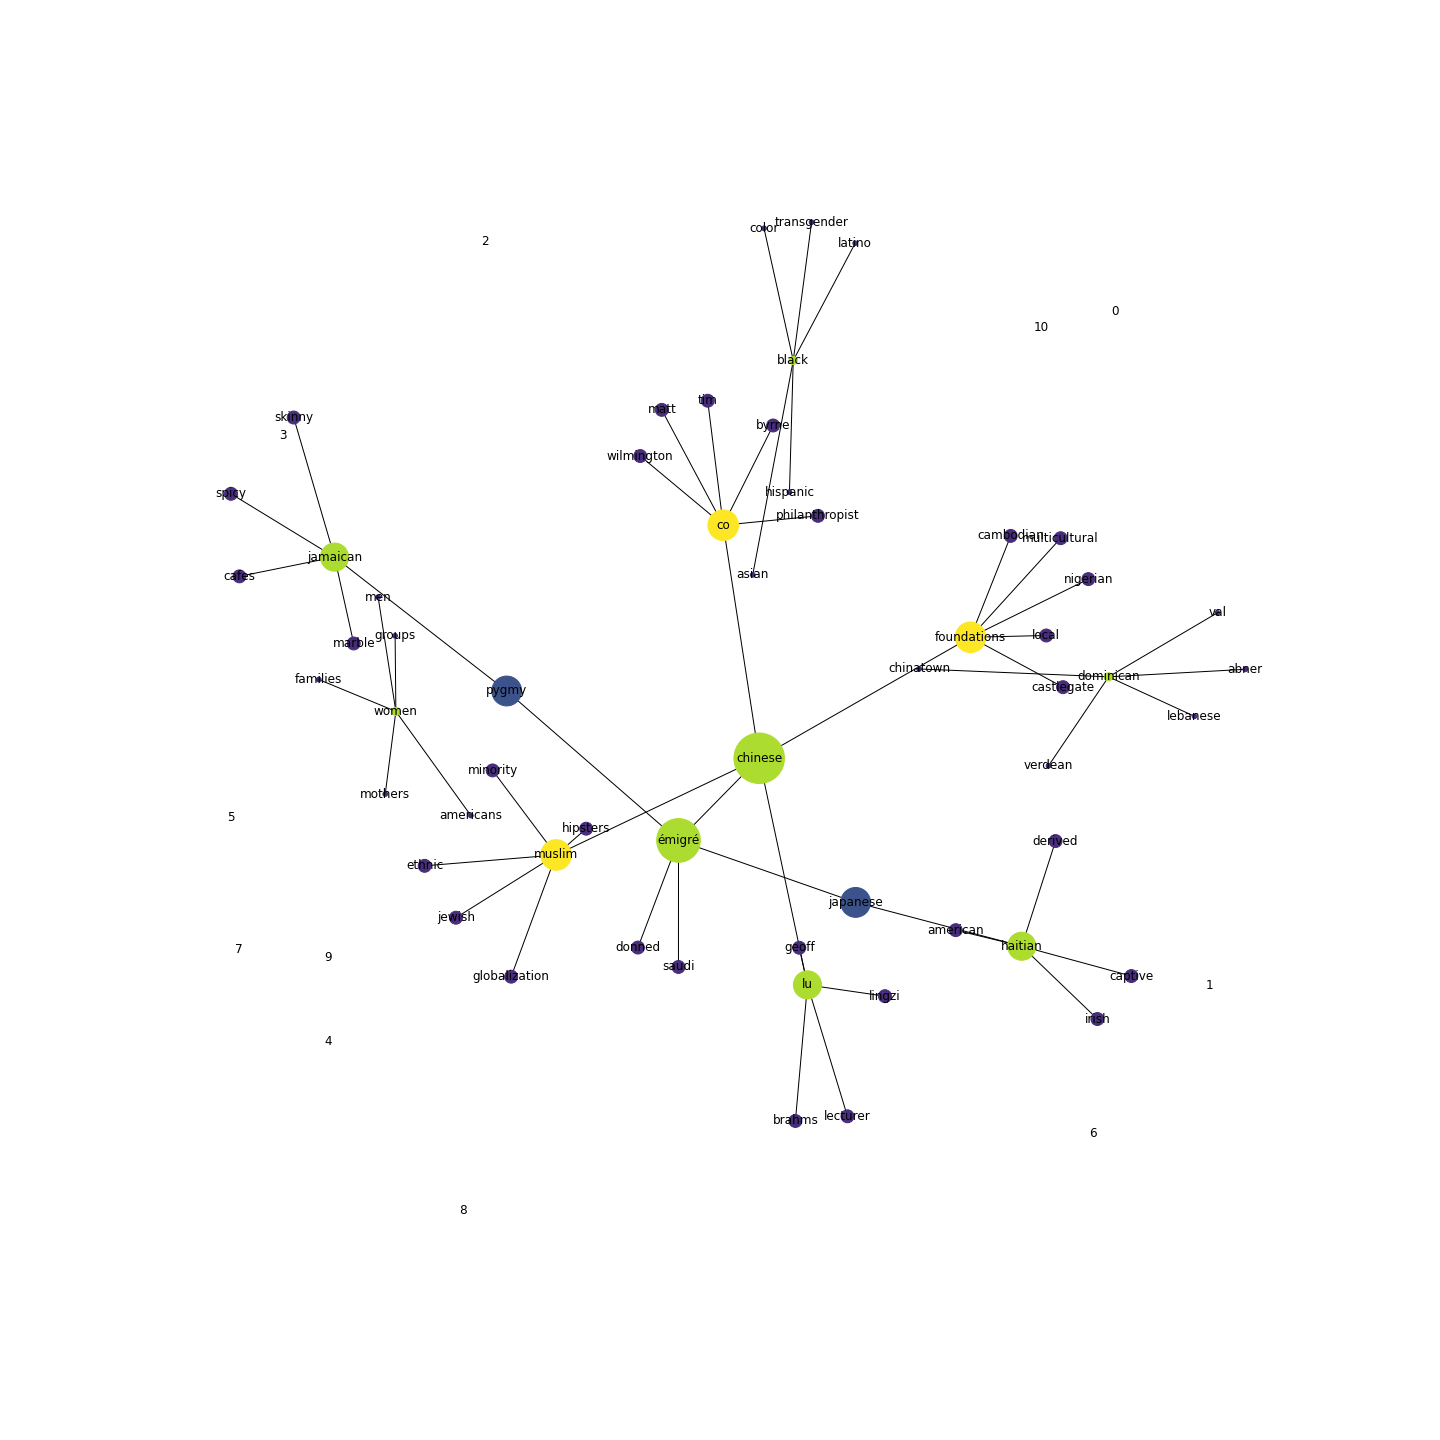 transgender
color
latino
2
0
10
black
tim
matt
skinny
byrne
3
wilmington
hispanic
spicy
philanthropist
co
cambodian
multicultural
jamaican
asian
cafes
nigerian
men
val
groups
local
foundations
marble
chinatown
abner
dominican
families
castlegate
pygmy
women
lebanese
chinese
verdean
minority
mothers
americans
5
hipsters
émigré
derived
muslim
ethnic
japanese
jewish
american
haitian
donned
geoff
7
9
saudi
globalization
captive
lu
1
lingzi
irish
4
lecturer
brahms
6
8